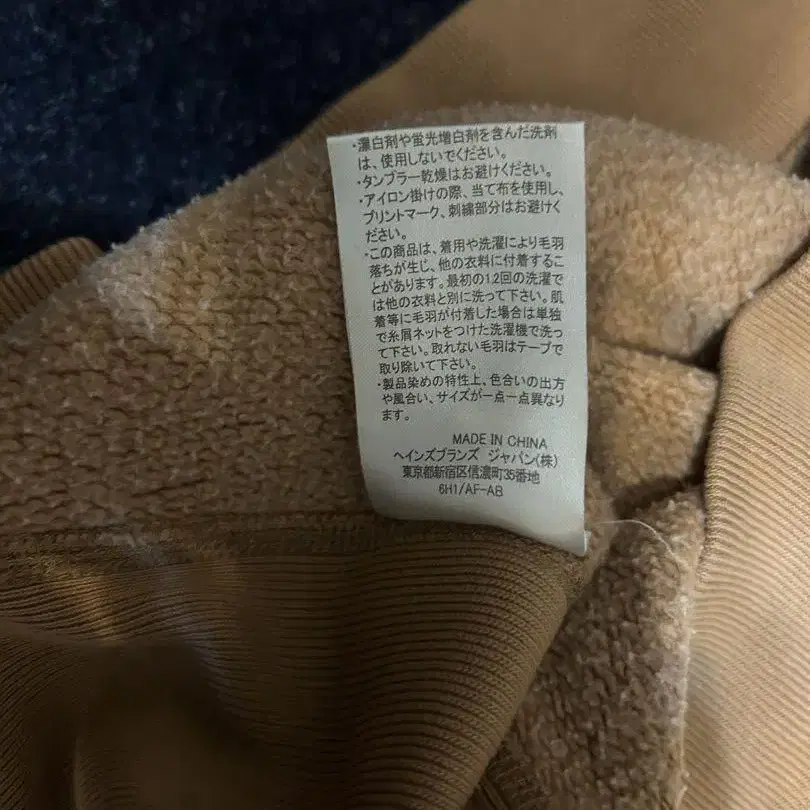 ・漂白剤や蛍光増白剤を含んだ洗剤
は、使用しないでください。
・タンブラー乾燥はお避けください。
・アイロン掛けの際、当て布を使用し、
プリントマーク、刺繍部分はお避けく
ださい。
・この商品は、着用や洗濯により毛羽
落ちが生じ、他の衣料に付着するこ
とがあります。最初の1,2回の洗濯で
は他の衣料と別に洗って下さい。肌
着等に毛羽が付着した場合は単独
で糸屑ネットをつけた洗濯機で洗っ
て下さい。取れない毛羽はテープで
取り除いて下さい。
・製品染めの特性上、色合いの出方
や風合い、サイズが一点一点異なり
ます。
MADE IN CHINA
ヘインズブランズ ジャパン(株)
東京都新宿区信濃町35番地
6H1/AF-AB